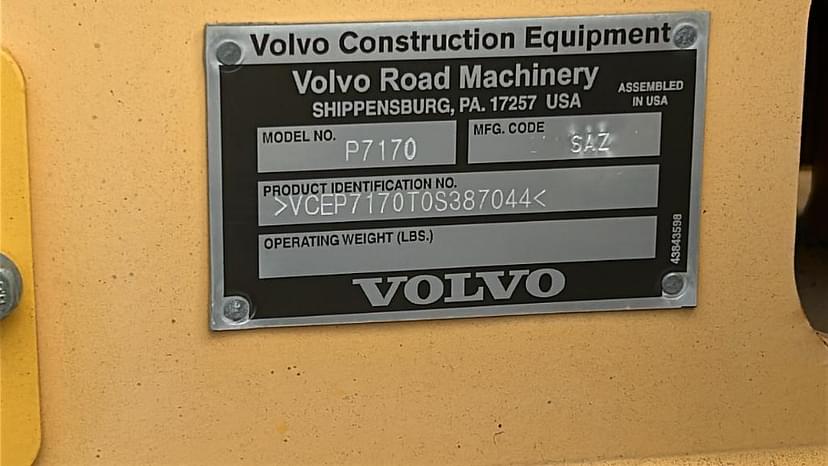 Volvo Construction Equipment
Volvo Road Machinery
SHIPPENSBURG, PA. 17257 USA
ASSEMBLED
IN USA
MODEL NO.
P7170
MFG. CODE
SAZ
PRODUCT IDENTIFICATION NO.
>VCEP7170T0S387044<
OPERATING WEIGHT (LBS.)
43843598
VOLVO